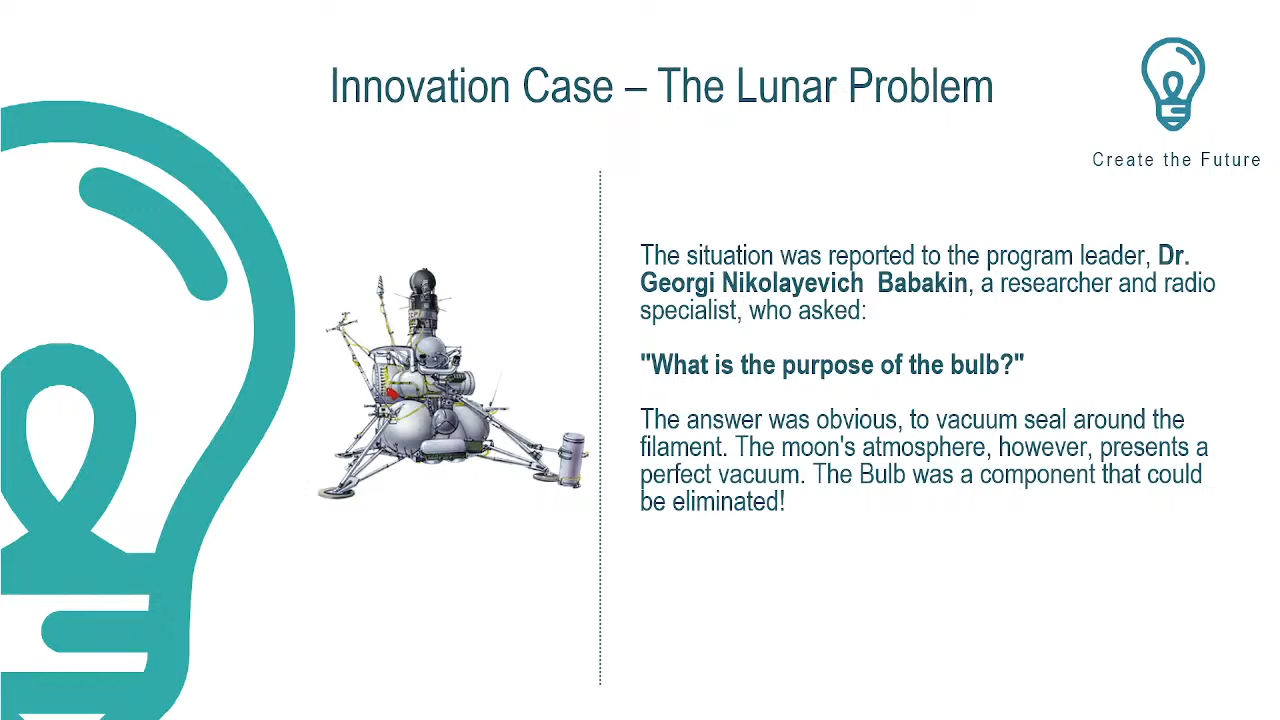 Innovation Case – The Lunar Problem
Create the Future
The situation was reported to the program leader, Dr.
Georgi Nikolayevich Babakin, a researcher and radio
specialist, who asked:
"What is the purpose of the bulb?"
The answer was obvious, to vacuum seal around the
filament. The moon's atmosphere, however, presents a
perfect vacuum. The Bulb was a component that could
be eliminated!